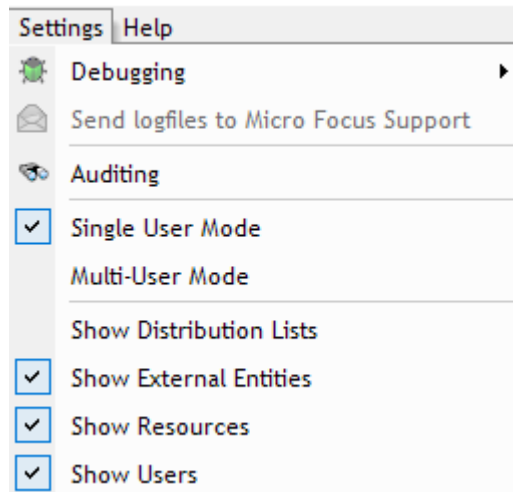 Settings Help
Debugging
Send logfiles to Micro Focus Support
Auditing
Single User Mode
Multi-User Mode
Show Distribution Lists
Show External Entities
Show Resources
Show Users